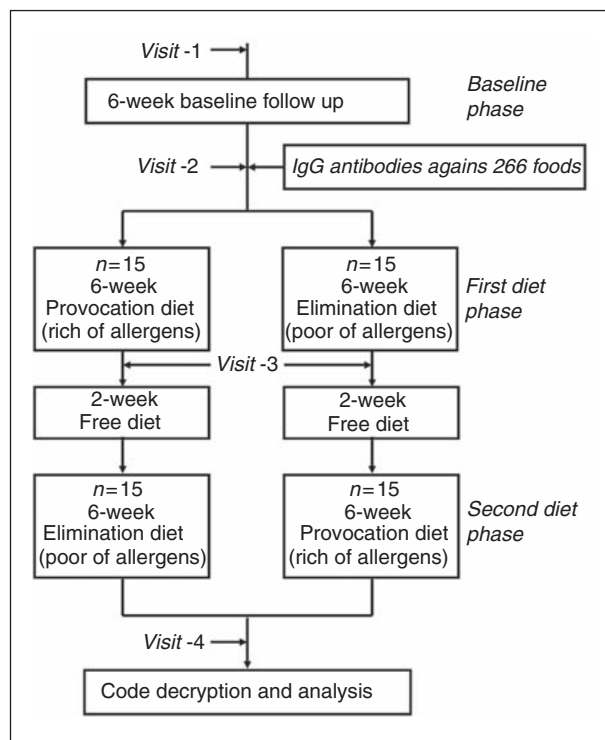 Visit -1
6-week baseline follow up
Baseline
phase
Visit -2
IgG antibodies agains 266 foods
n=15
6-week
Provocation diet
(rich of allergens)
n=15
6-week
Elimination diet
(poor of allergens)
First diet
phase
Visit -3
2-week
Free diet
2-week
Free diet
n=15
6-week
Elimination diet
(poor of allergens)
n=15
6-week
Provocation diet
(rich of allergens)
Second diet
phase
Visit -4
Code decryption and analysis